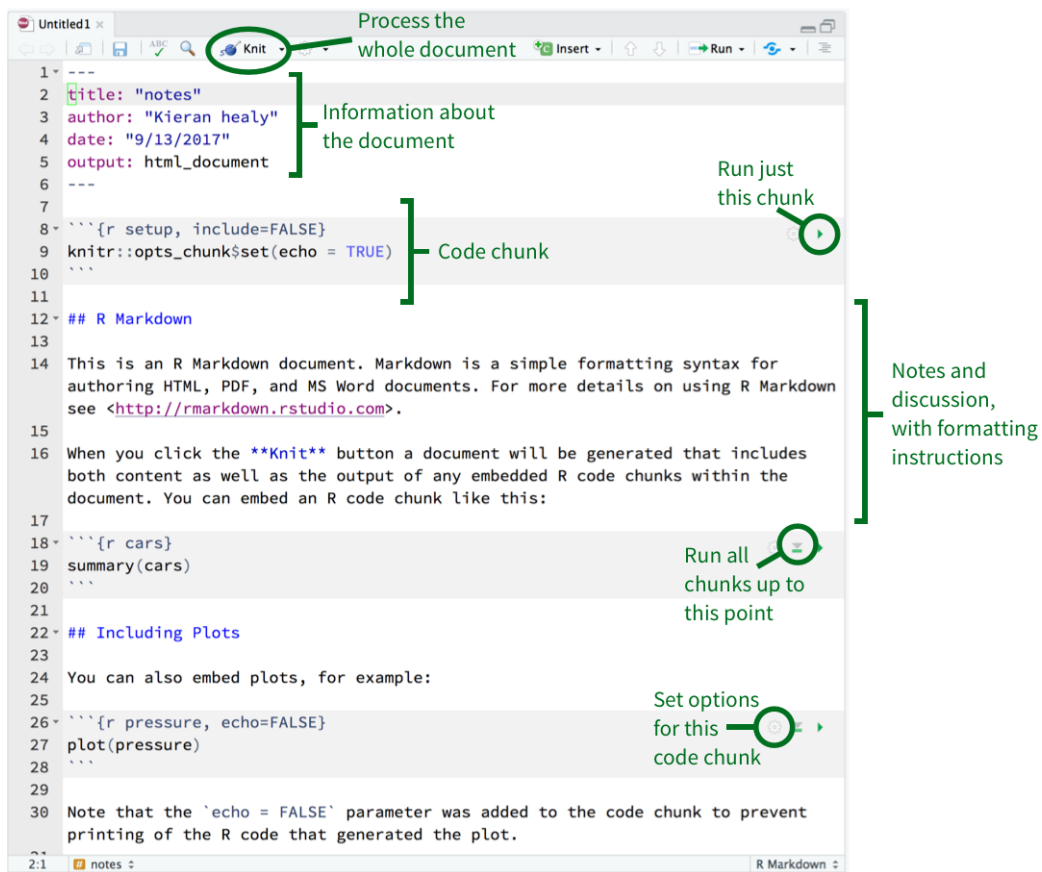 Untitled1
Process the
whole document
ABC
Knit
Insert
Run
1 ---
2 title: "notes"
3 author: "Kieran healy"
4 date: "9/13/2017"
5 output: html_document
6 ---
Information about
the document
7
Run just
this chunk
8 ```{r setup, include=FALSE}
9 knitr::opts_chunk$set(echo = TRUE)
10 ```
Code chunk
11
12 ## R Markdown
13
14 This is an R Markdown document. Markdown is a simple formatting syntax for
authoring HTML, PDF, and MS Word documents. For more details on using R Markdown
see <http://rmarkdown.rstudio.com>.
15
16 When you click the **Knit** button a document will be generated that includes
both content as well as the output of any embedded R code chunks within the
document. You can embed an R code chunk like this:
Notes and
discussion,
with formatting
instructions
17
18 ```{r cars}
19 summary(cars)
20 ```
Run all
chunks up to
this point
21
22 ## Including Plots
23
24 You can also embed plots, for example:
25
26 ```{r pressure, echo=FALSE}
27 plot(pressure)
28 ```
Set options
for this
code chunk
29
30 Note that the `echo = FALSE` parameter was added to the code chunk to prevent
printing of the R code that generated the plot.
2:1
# notes
R Markdown